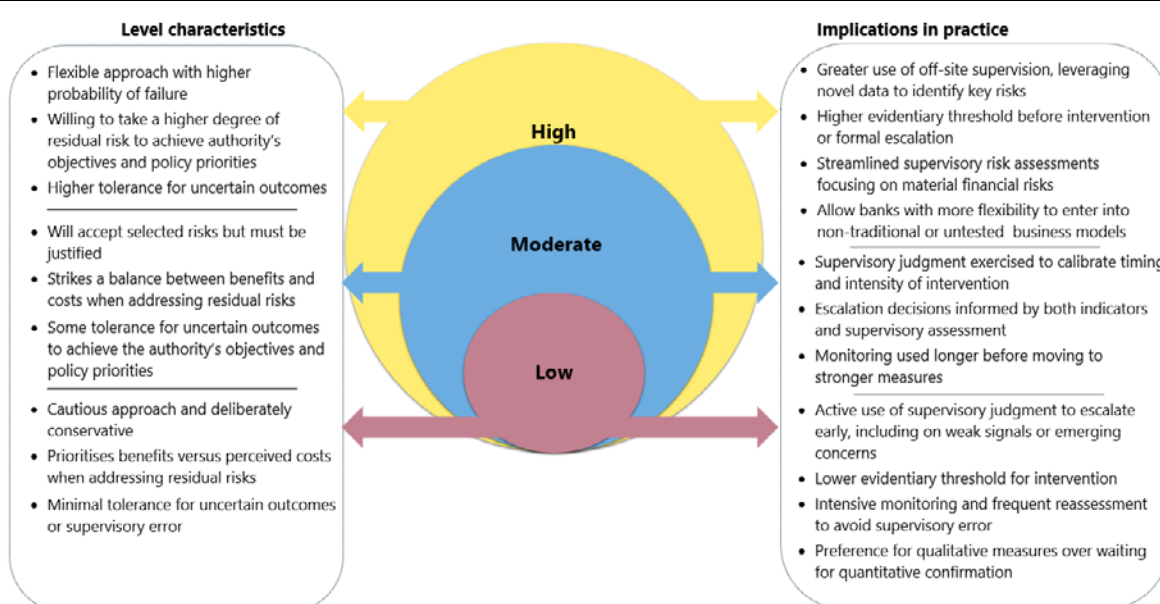 Level characteristics
• Flexible approach with higher
probability of failure
• Willing to take a higher degree of
residual risk to achieve authority's
objectives and policy priorities
• Higher tolerance for uncertain outcomes
• Will accept selected risks but must be
justified
• Strikes a balance between benefits and
costs when addressing residual risks
• Some tolerance for uncertain outcomes
to achieve the authority's objectives and
policy priorities
• Cautious approach and deliberately
conservative
• Prioritises benefits versus perceived costs
when addressing residual risks
• Minimal tolerance for uncertain outcomes
or supervisory error
High
Moderate
Low
Implications in practice
• Greater use of off-site supervision, leveraging
novel data to identify key risks
• Higher evidentiary threshold before intervention
or formal escalation
• Streamlined supervisory risk assessments
focusing on material financial risks
• Allow banks with more flexibility to enter into
non-traditional or untested business models
• Supervisory judgment exercised to calibrate timing
and intensity of intervention
• Escalation decisions informed by both indicators
and supervisory assessment
• Monitoring used longer before moving to
stronger measures
• Active use of supervisory judgment to escalate
early, including on weak signals or emerging
concerns
• Lower evidentiary threshold for intervention
• Intensive monitoring and frequent reassessment
to avoid supervisory error
• Preference for qualitative measures over waiting
for quantitative confirmation